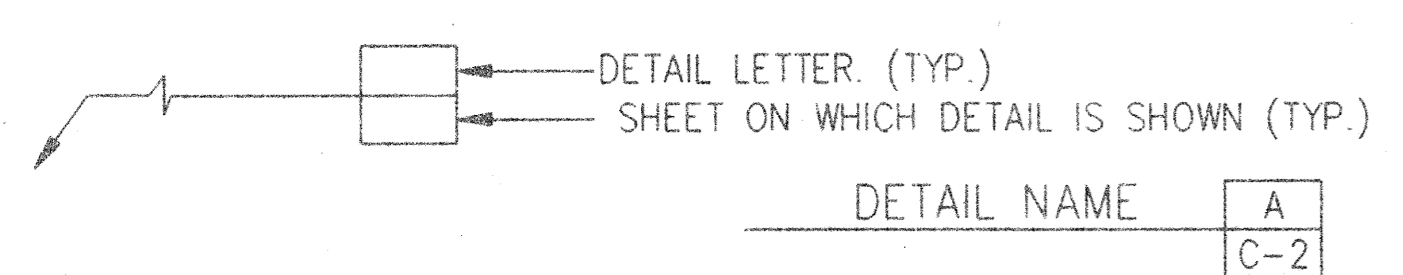 DETAIL LETTER. (TYP.)
SHEET ON WHICH DETAIL IS SHOWN (TYP.)
DETAIL NAME A
C-2